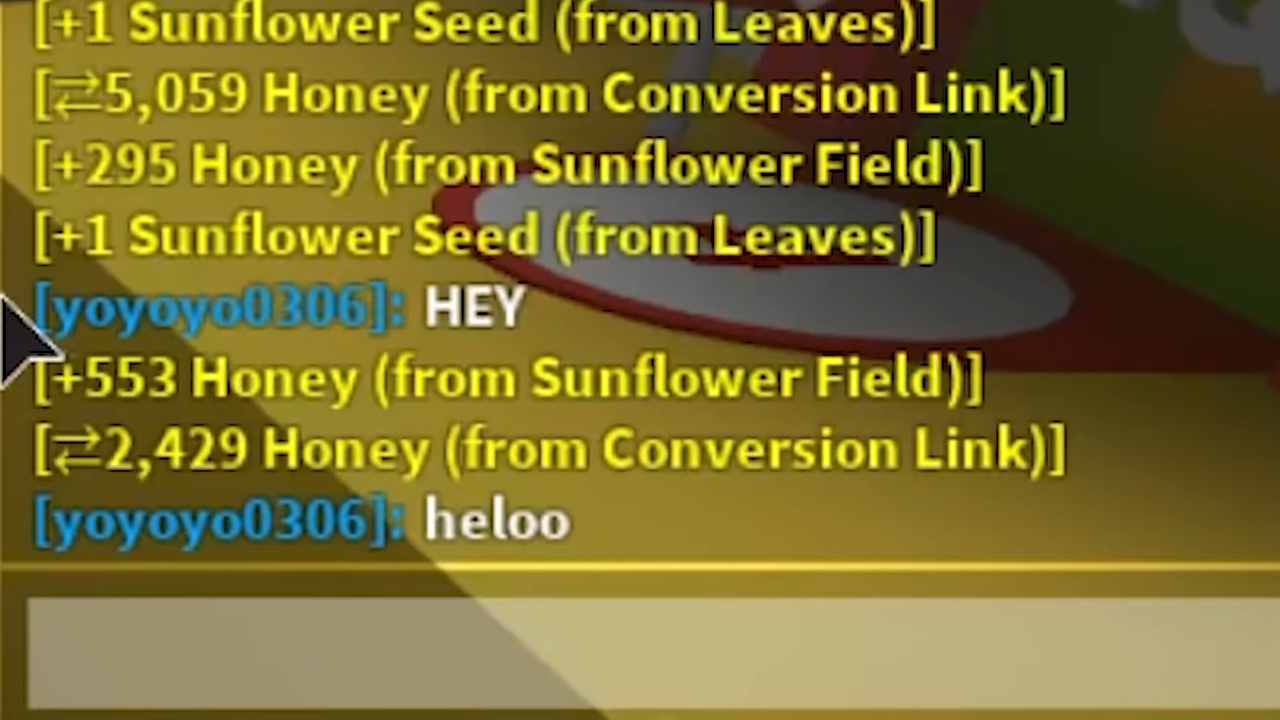 [+1 Sunflower Seed (from Leaves)]
[⇄5,059 Honey (from Conversion Link)]
[+295 Honey (from Sunflower Field)]
[+1 Sunflower Seed (from Leaves)]
[yoyoyo0306]: HEY
[+553 Honey (from Sunflower Field)]
[⇄2,429 Honey (from Conversion Link)]
[yoyoyo0306]: heloo